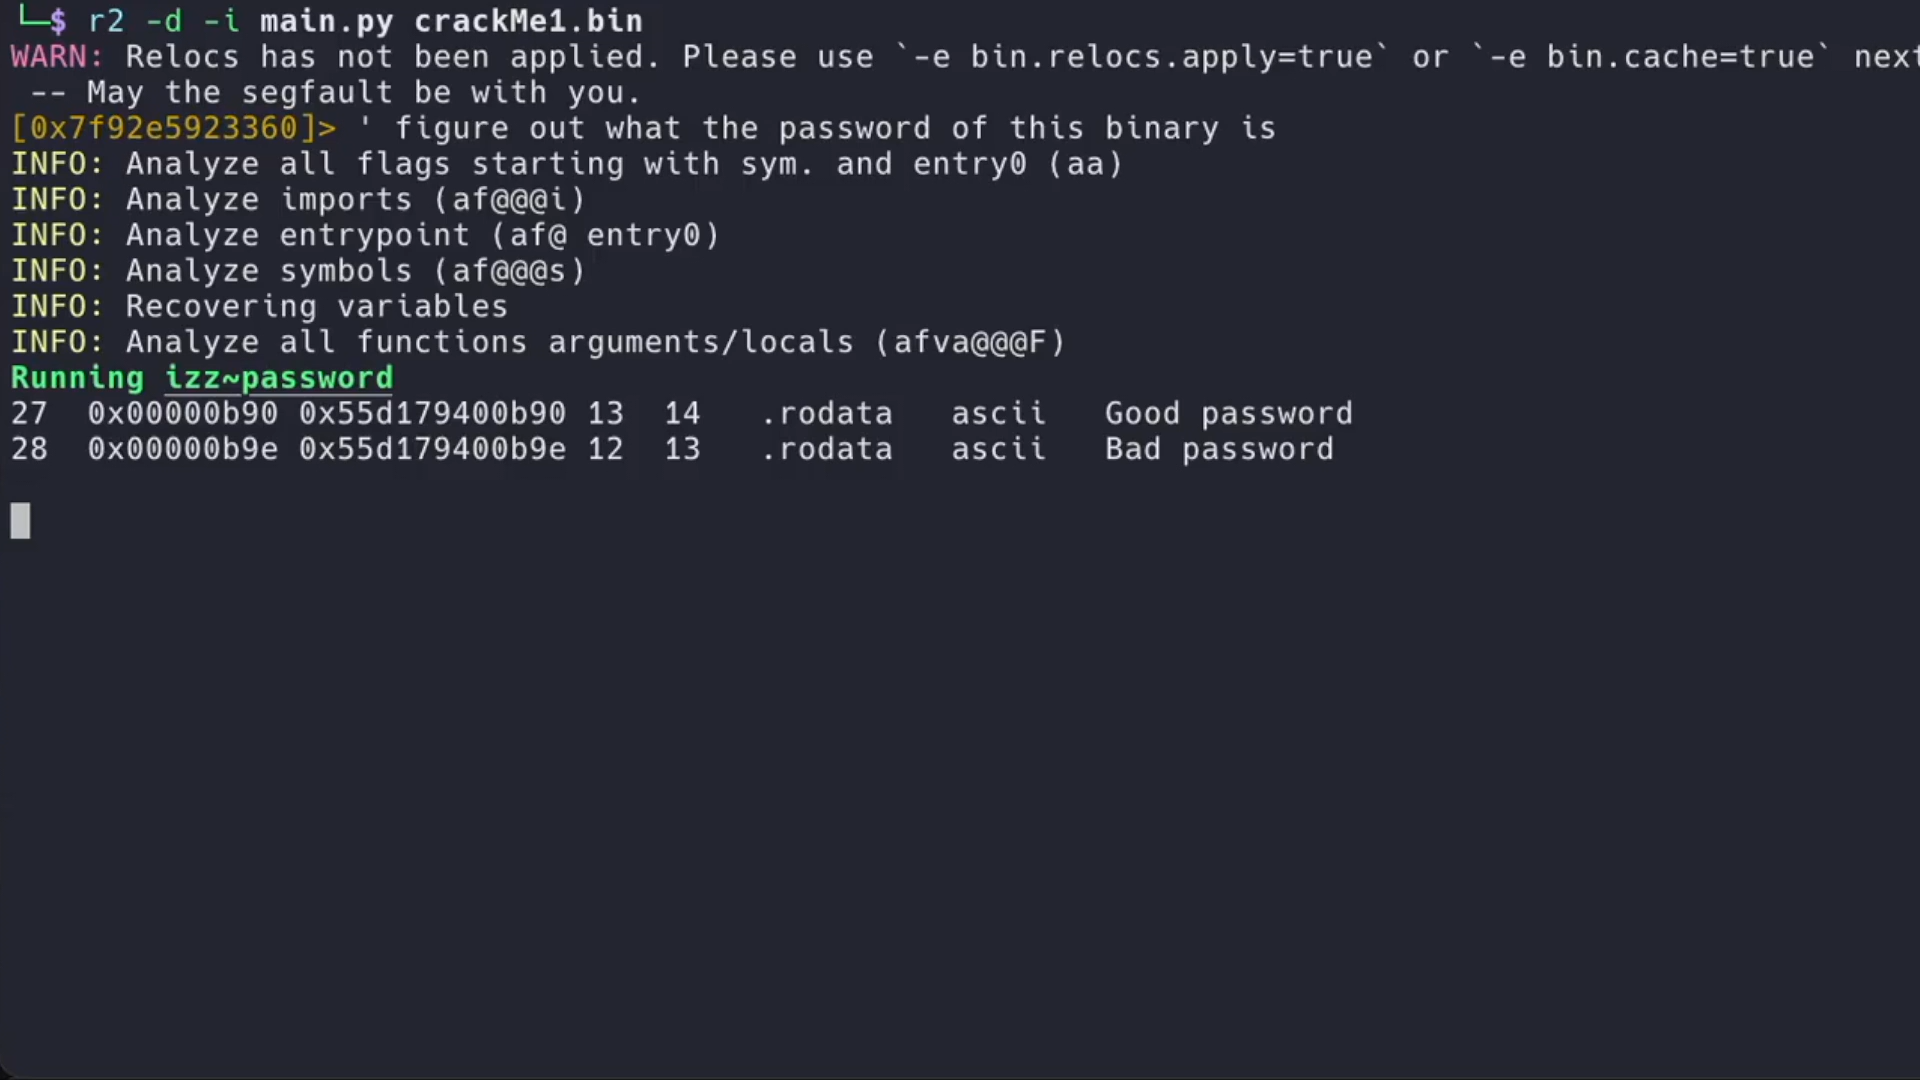 └─$ r2 -d -i main.py crackMe1.bin
WARN: Relocs has not been applied. Please use `-e bin.relocs.apply=true` or `-e bin.cache=true` next
-- May the segfault be with you.
[0x7f92e5923360]> ' figure out what the password of this binary is
INFO: Analyze all flags starting with sym. and entry0 (aa)
INFO: Analyze imports (af@@@i)
INFO: Analyze entrypoint (af@ entry0)
INFO: Analyze symbols (af@@@s)
INFO: Recovering variables
INFO: Analyze all functions arguments/locals (afva@@@F)
Running izz~password
27 0x00000b90 0x55d179400b90 13 14 .rodata ascii Good password
28 0x00000b9e 0x55d179400b9e 12 13 .rodata ascii Bad password